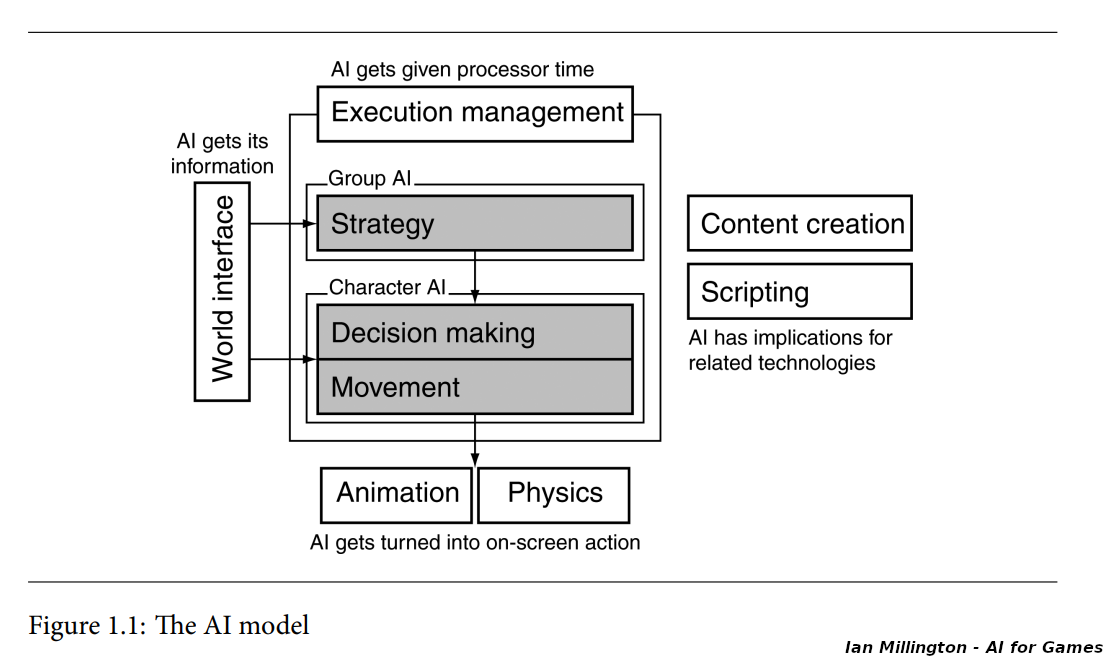 AI gets given processor time
Execution management
AI gets its
information
Group AI
World interface
Strategy
Content creation
Character AI
Scripting
Decision making
AI has implications for
related technologies
Movement
Animation
Physics
AI gets turned into on-screen action
Figure 1.1: The AI model
Ian Millington - AI for Games